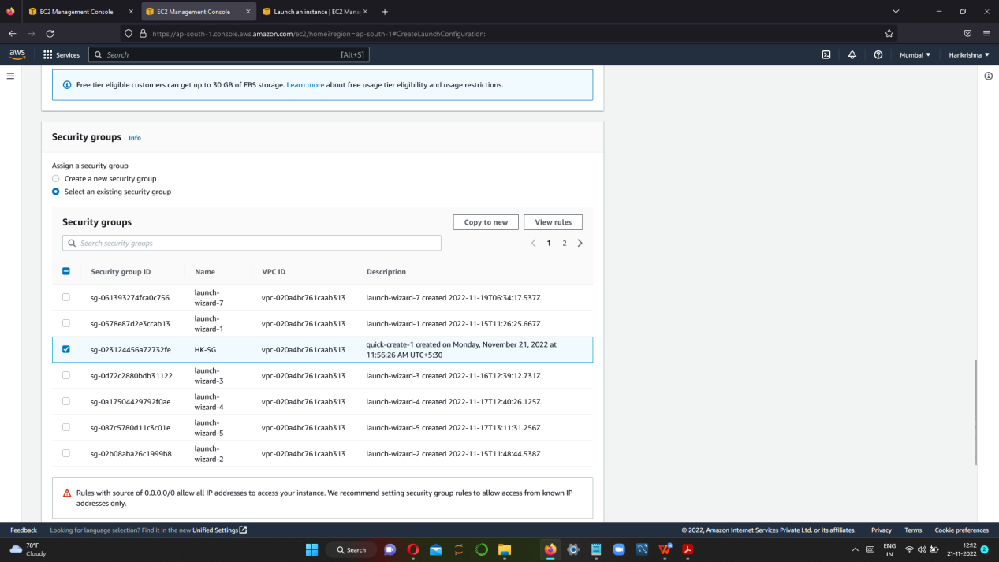 EC2 Management Console
EC2 Management Console
Launch an instance | EC2 Mana
https://ap-south-1.console.aws.amazon.com/ec2/home?region=ap-south-1#CreateLaunchConfiguration:
aws
Services
Search
[Alt+S]
Mumbai
Harikrishna
Free tier eligible customers can get up to 30 GB of EBS storage. Learn more about free usage tier eligibility and usage restrictions.
Security groups Info
Assign a security group
Create a new security group
Select an existing security group
Security groups
Copy to new
View rules
Search security groups
1 2
Security group ID Name VPC ID Description
sg-061393274fca0c756 launch-wizard-7 vpc-020a4bc761caab313 launch-wizard-7 created 2022-11-19T06:34:17.537Z
sg-0578e87d2e3ccab13 launch-wizard-1 vpc-020a4bc761caab313 launch-wizard-1 created 2022-11-15T11:26:25.667Z
sg-023124456a72732fe HK-SG vpc-020a4bc761caab313 quick-create-1 created on Monday, November 21, 2022 at 11:56:26 AM UTC+5:30
sg-0d72c2880bdb31122 launch-wizard-3 vpc-020a4bc761caab313 launch-wizard-3 created 2022-11-16T12:39:12.731Z
sg-0a17504429792f0ae launch-wizard-4 vpc-020a4bc761caab313 launch-wizard-4 created 2022-11-17T12:40:26.125Z
sg-087c5780d11c3c01e launch-wizard-5 vpc-020a4bc761caab313 launch-wizard-5 created 2022-11-17T13:11:31.256Z
sg-02b08aba26c1999b8 launch-wizard-2 vpc-020a4bc761caab313 launch-wizard-2 created 2022-11-15T11:48:44.538Z
Rules with source of 0.0.0.0/0 allow all IP addresses to access your instance. We recommend setting security group rules to allow access from known IP
addresses only.
Feedback Looking for language selection? Find it in the new Unified Settings © 2022, Amazon Internet Services Private Ltd. or its affiliates. Privacy Terms Cookie preferences
78°F
Cloudy
Search
ENG
IN
12:12
21-11-2022
2